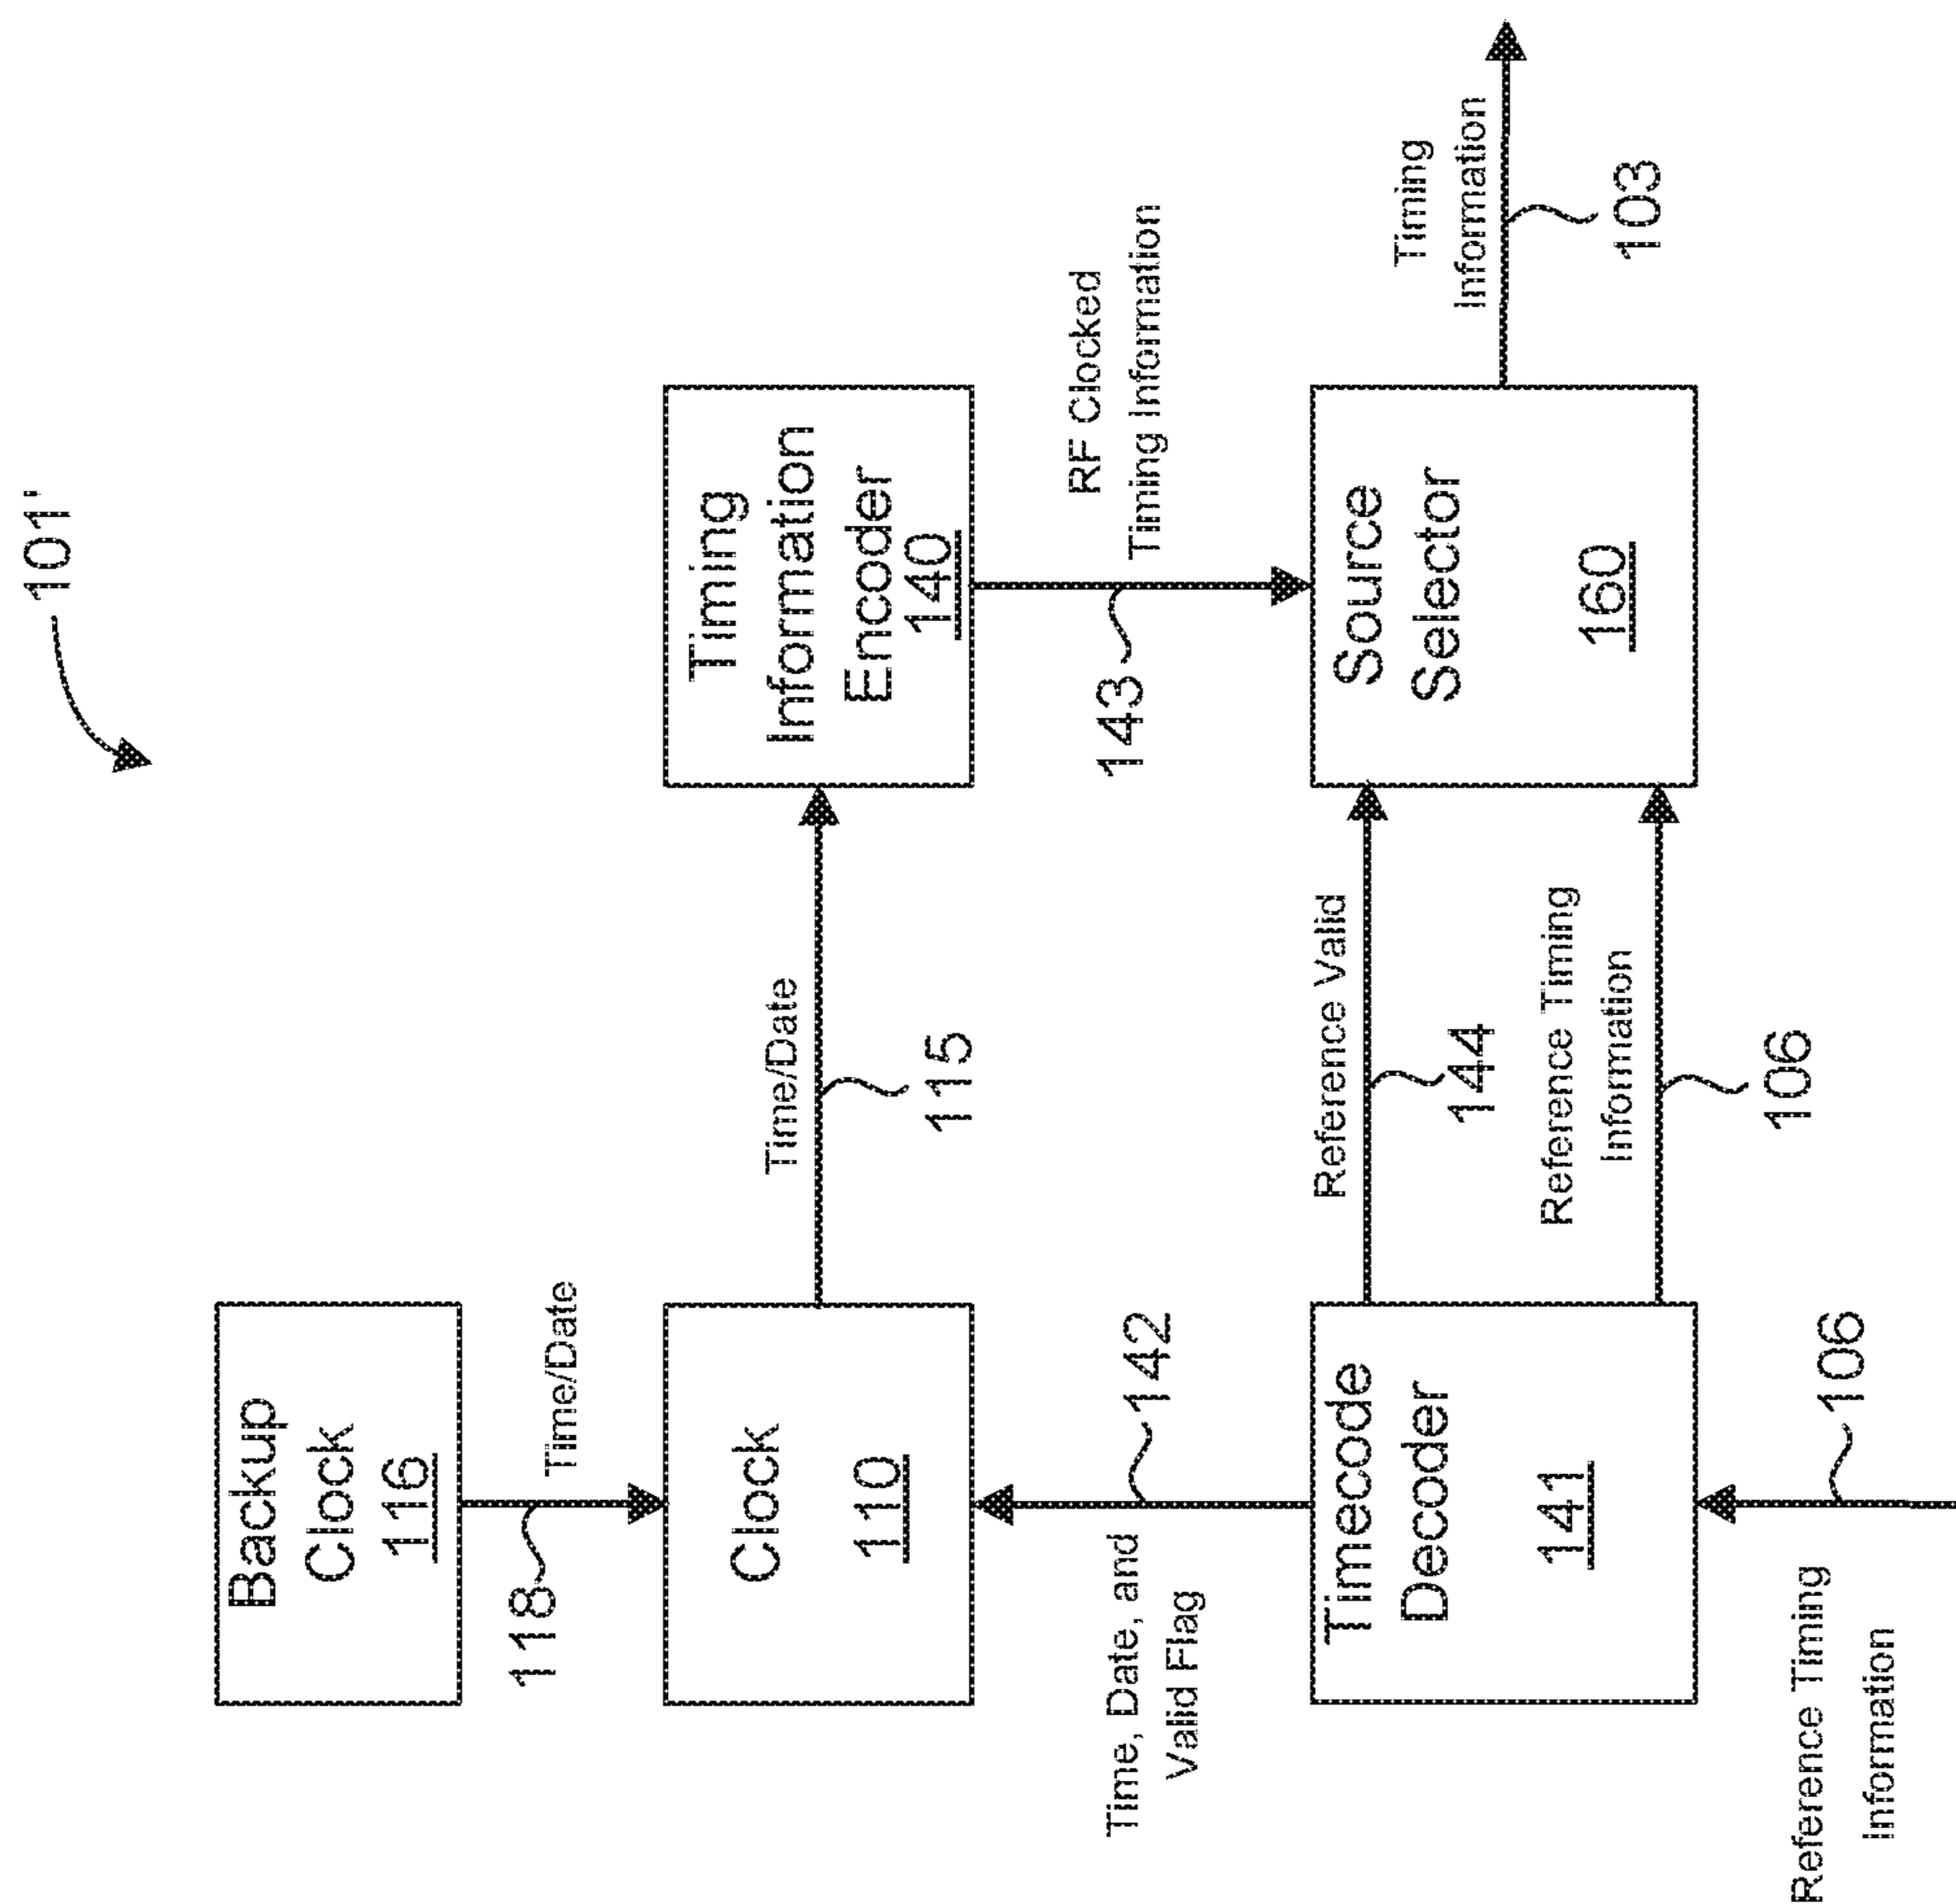 101'
Backup
Clock
116
118
Time/Date
Clock
110
Time/Date
115
Timing
Information
Encoder
140
Time, Date, and
Valid Flag
142
143
RF Clocked
Timing Information
Timecode
Decoder
141
Reference Valid
144
Reference Timing
Information
106
Source
Selector
160
Timing
Information
103
Reference Timing
Information
106